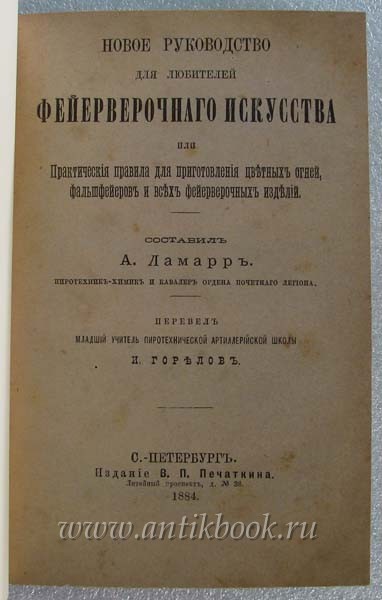 НОВОЕ РУКОВОДСТВО
ДЛЯ ЛЮБИТЕЛЕЙ
ФЕЙЕРВЕРОЧНАГО ИСКУССТВА
ИЛИ
Практическія правила для приготовленія цвѣтныхъ огней,
фальшфейеровъ и всѣхъ фейерверочныхъ издѣлій.
СОСТАВИЛЪ
А. Ламарръ.
ПИРОТЕХНИКЪ-ХИМИКЪ И КАВАЛЕРЪ ОРДЕНА ПОЧЕТНАГО ЛЕГІОНА.
ПЕРЕВЕЛЪ
МЛАДШІЙ УЧИТЕЛЬ ПИРОТЕХНИЧЕСКОЙ АРТИЛЛЕРІЙСКОЙ ШКОЛЫ
И. ГОРѢЛОВЪ.
С.-ПЕТЕРБУРГЪ.
Изданіе В. П. Печаткина.
Литейный проспектъ, д. №
1884.
www.antikbook.ru